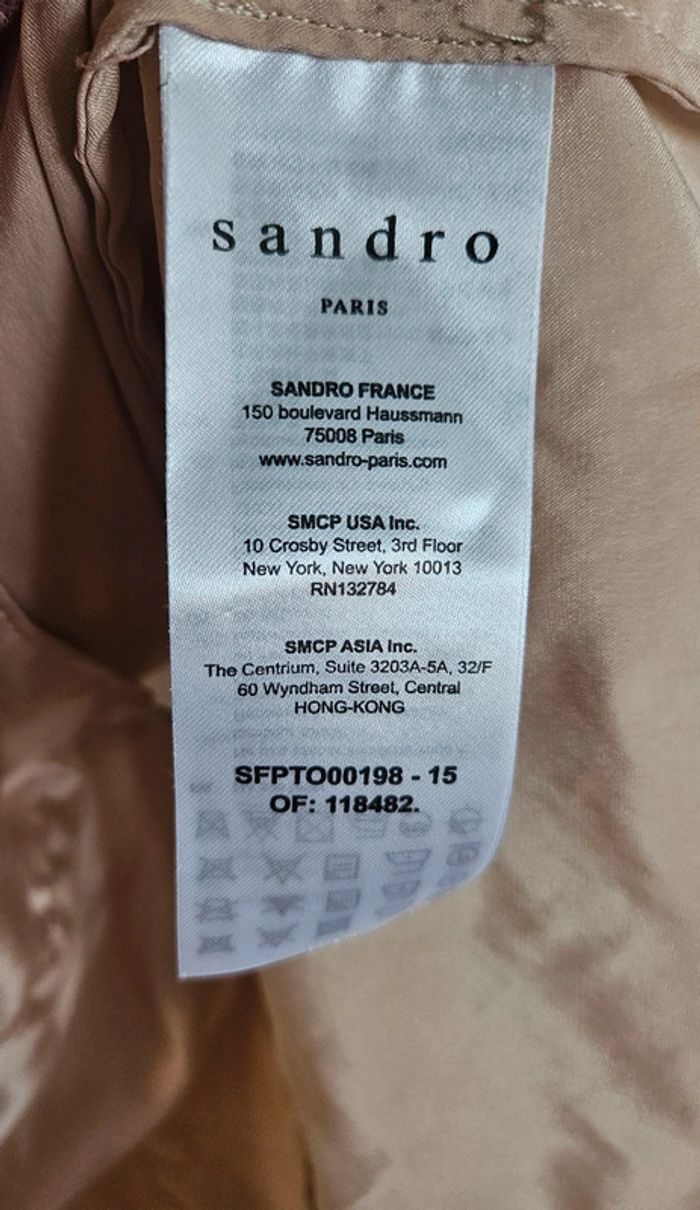 sandro
PARIS
SANDRO FRANCE
150 boulevard Haussmann
75008 Paris
www.sandro-paris.com
SMCP USA Inc.
10 Crosby Street, 3rd Floor
New York, New York 10013
RN132784
SMCP ASIA Inc.
The Centrium, Suite 3203A-5A, 32/F
60 Wyndham Street, Central
HONG-KONG
SFPTO00198 - 15
OF: 118482.